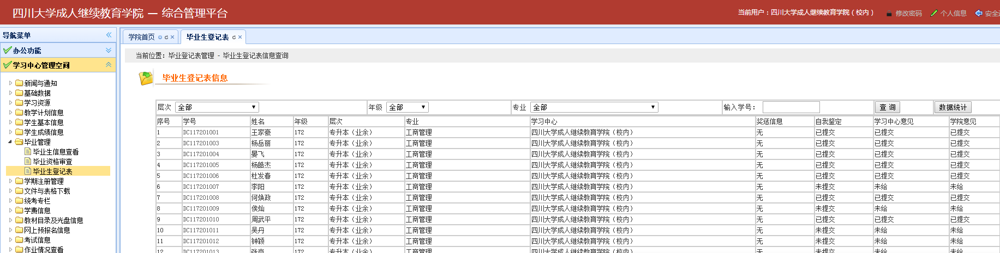 四川大学成人继续教育学院 — 综合管理平台
当前用户：四川大学成人继续教育学院（校内） 修改密码 个人信息 安全
导航菜单
办公功能
学习中心管理空间
新闻与通知
基础数据
学习资源
教学计划信息
学生基本信息
学生成绩信息
毕业管理
毕业生信息查看
毕业资格审查
毕业生登记表
学期注册管理
文件与表格下载
统考专栏
学费信息
教材目录及光盘信息
网上预报名信息
考试信息
作业情况查看
学院首页 毕业生登记表
当前位置：毕业登记表管理 - 毕业生登记表信息查询
毕业生登记表信息
层次 全部 年级 全部 专业 全部 输入学号： 查 询 数据统计
序号 学号 姓名 年级 层次 专业 学习中心 奖惩信息 自我鉴定 学习中心意见 学院意见
1 DC117201001 王家豪 172 专升本（业余） 工商管理 四川大学成人继续教育学院（校内） 无 已提交 已提交 已提交
2 DC117201003 杨岳丽 172 专升本（业余） 工商管理 四川大学成人继续教育学院（校内） 无 已提交 已提交 已提交
3 DC117201004 晏飞 172 专升本（业余） 工商管理 四川大学成人继续教育学院（校内） 无 已提交 已提交 已提交
4 DC117201005 杨皓杰 172 专升本（业余） 工商管理 四川大学成人继续教育学院（校内） 无 已提交 已提交 已提交
5 DC117201006 杜发春 172 专升本（业余） 工商管理 四川大学成人继续教育学院（校内） 无 已提交 已提交 已提交
6 DC117201007 李阳 172 专升本（业余） 工商管理 四川大学成人继续教育学院（校内） 无 未提交 未给 未给
7 DC117201008 何焕政 172 专升本（业余） 工商管理 四川大学成人继续教育学院（校内） 无 已提交 已提交 已提交
8 DC117201009 侯灿 172 专升本（业余） 工商管理 四川大学成人继续教育学院（校内） 无 未提交 未给 未给
9 DC117201010 周武平 172 专升本（业余） 工商管理 四川大学成人继续教育学院（校内） 无 已提交 已提交 已提交
10 DC117201011 吴丹 172 专升本（业余） 工商管理 四川大学成人继续教育学院（校内） 无 未提交 未给 未给
11 DC117201012 钟颖 172 专升本（业余） 工商管理 四川大学成人继续教育学院（校内） 无 未提交 未给 未给
12 DC117201013 172 专升本（业余） 工商管理 四川大学成人继续教育学院（校内） 无 未提交 未给 未给